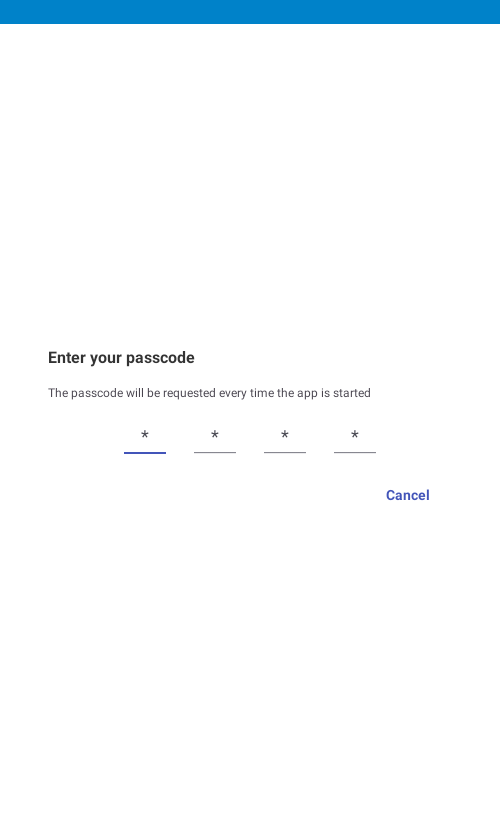 Enter your passcode
The passcode will be requested every time the app is started
* * * *
Cancel